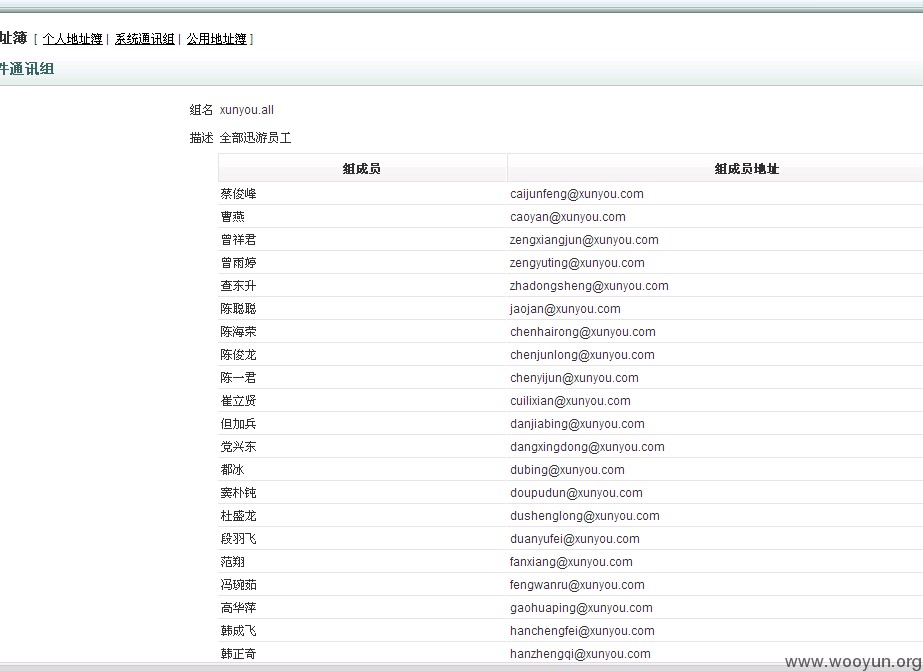 址簿 [ 个人地址簿 | 系统通讯组 | 公用地址簿 ]
件通讯组
组名 xunyou.all
描述 全部迅游员工
组成员 组成员地址
蔡俊峰 caijunfeng@xunyou.com
曹燕 caoyan@xunyou.com
曾祥君 zengxiangjun@xunyou.com
曾雨婷 zengyuting@xunyou.com
查东升 zhadongsheng@xunyou.com
陈聪聪 jaojan@xunyou.com
陈海荣 chenhairong@xunyou.com
陈俊龙 chenjunlong@xunyou.com
陈一君 chenyijun@xunyou.com
崔立贤 cuilixian@xunyou.com
但加兵 danjiabing@xunyou.com
党兴东 dangxingdong@xunyou.com
都冰 dubing@xunyou.com
窦朴钝 doupudun@xunyou.com
杜盛龙 dushenglong@xunyou.com
段羽飞 duanyufei@xunyou.com
范翔 fanxiang@xunyou.com
冯琬茹 fengwanru@xunyou.com
高华萍 gaohuaping@xunyou.com
韩成飞 hanchengfei@xunyou.com
韩正奇 hanzhengqi@xunyou.com
www.wooyun.org